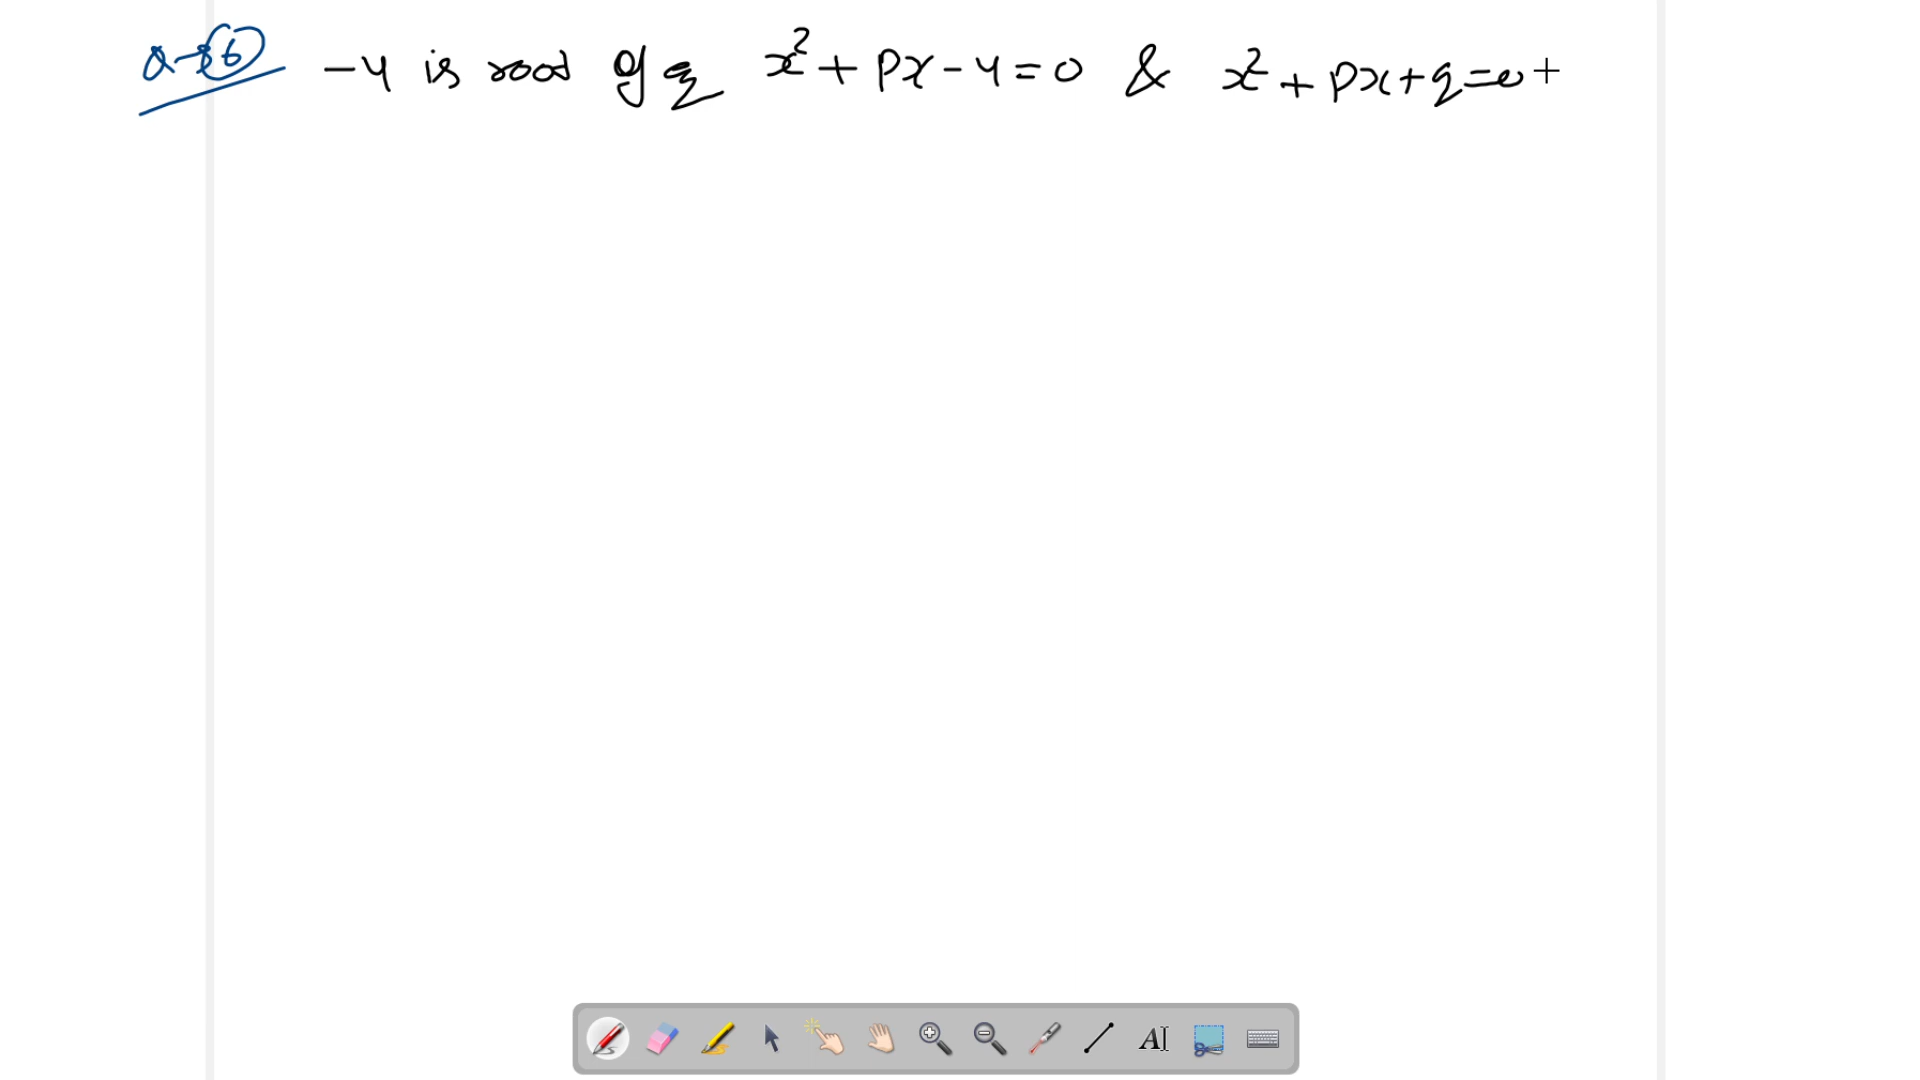 Q→86 -4 is root of eq x² + px - 4 = 0 & x² + px + q = 0